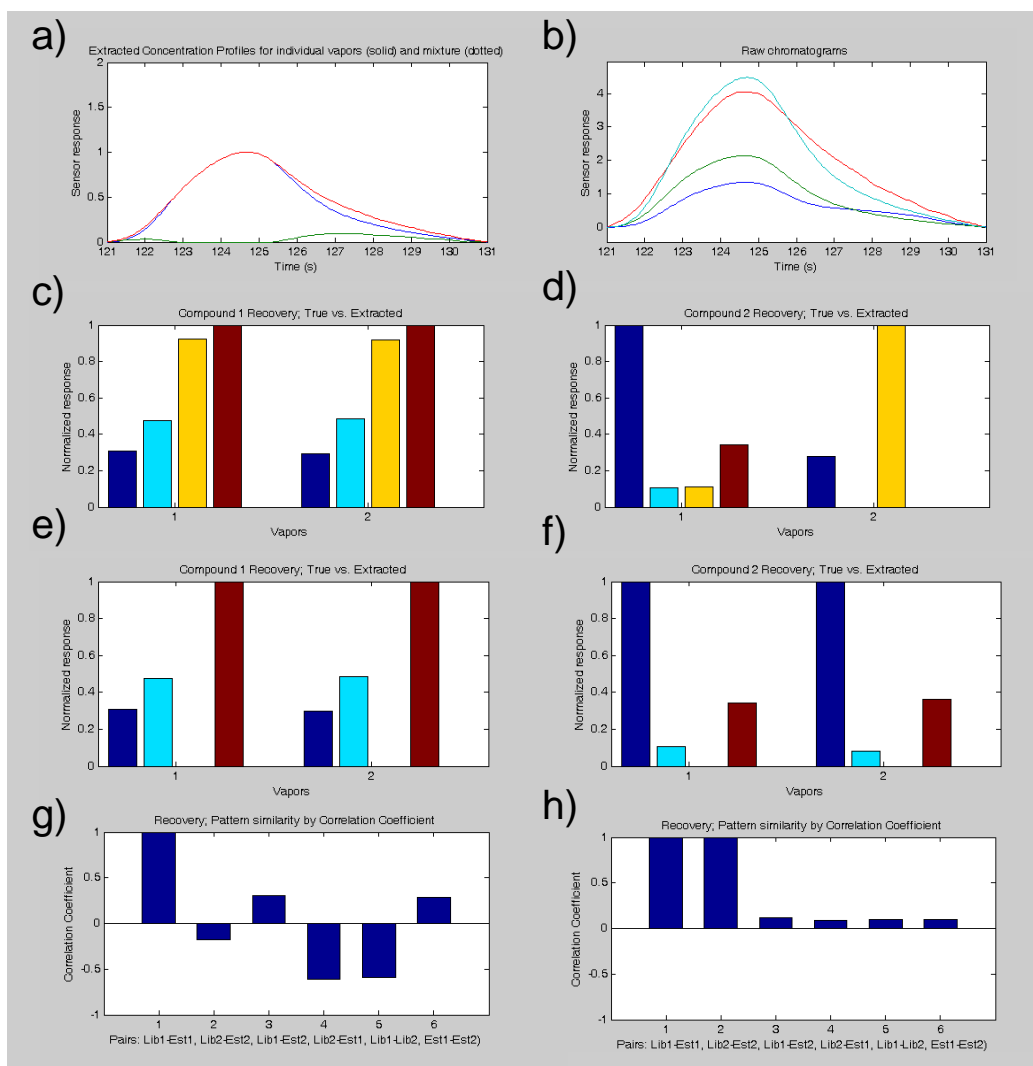 a)
Extracted Concentration Profiles for individual vapors (solid) and mixture (dotted)
2
1.5
1
0.5
0
Sensor response
121 122 123 124 125 126 127 128 129 130 131
Time (s)
b)
Raw chromatograms
4
3
2
1
0
Sensor response
121 122 123 124 125 126 127 128 129 130 131
Time (s)
c)
Compound 1 Recovery; True vs. Extracted
1
0.8
0.6
0.4
0.2
0
Normalized response
1 2
Vapors
d)
Compound 2 Recovery; True vs. Extracted
1
0.8
0.6
0.4
0.2
0
Normalized response
1 2
Vapors
e)
Compound 1 Recovery; True vs. Extracted
1
0.8
0.6
0.4
0.2
0
Normalized response
1 2
Vapors
f)
Compound 2 Recovery; True vs. Extracted
1
0.8
0.6
0.4
0.2
0
Normalized response
1 2
Vapors
g)
Recovery; Pattern similarity by Correlation Coefficient
1
0.5
0
-0.5
-1
Correlation Coefficient
1 2 3 4 5 6
Pairs: Lib1-Est1, Lib2-Est2, Lib1-Est2, Lib2-Est1, Lib1-Lib2, Est1-Est2)
h)
Recovery; Pattern similarity by Correlation Coefficient
1
0.5
0
-0.5
-1
Correlation Coefficient
1 2 3 4 5 6
Pairs: Lib1-Est1, Lib2-Est2, Lib1-Est2, Lib2-Est1, Lib1-Lib2, Est1-Est2)